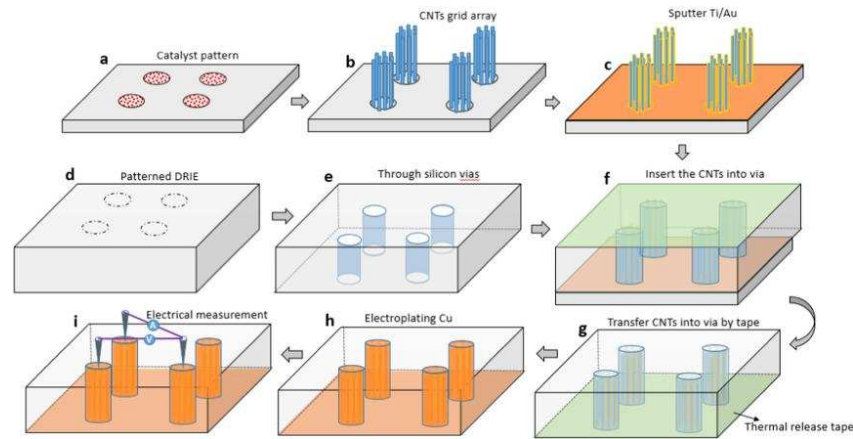 CNTs grid array
Sputter Ti/Au
a
Catalyst pattern
b
c
d
Patterned DRIE
e
Through silicon vias
f
Insert the CNTs into via
i
Electrical measurement
A
V
h
Electroplating Cu
g
Transfer CNTs into via by tape
Thermal release tape